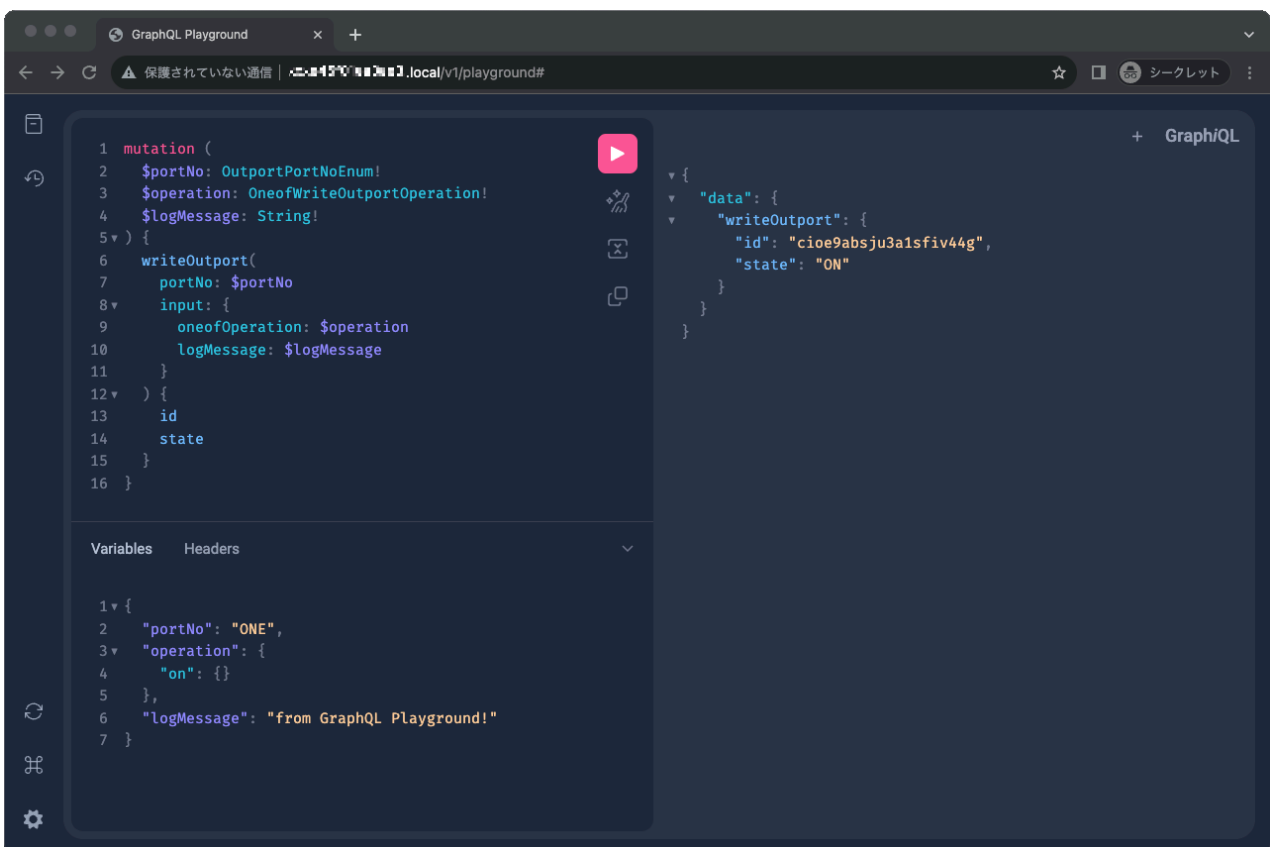 GraphQL Playground
保護されていない通信 .local/v1/playground#
シークレット
1 mutation (
2 $portNo: OutportPortNoEnum!
3 $operation: OneofWriteOutportOperation!
4 $logMessage: String!
5 ) {
6 writeOutport(
7 portNo: $portNo
8 input: {
9 oneofOperation: $operation
10 logMessage: $logMessage
11 }
12 ) {
13 id
14 state
15 }
16 }
Variables Headers
1 {
2 "portNo": "ONE",
3 "operation": {
4 "on": {}
5 },
6 "logMessage": "from GraphQL Playground!"
7 }
+ GraphiQL
{
"data": {
"writeOutport": {
"id": "cioe9absju3a1sfiv44g",
"state": "ON"
}
}
}